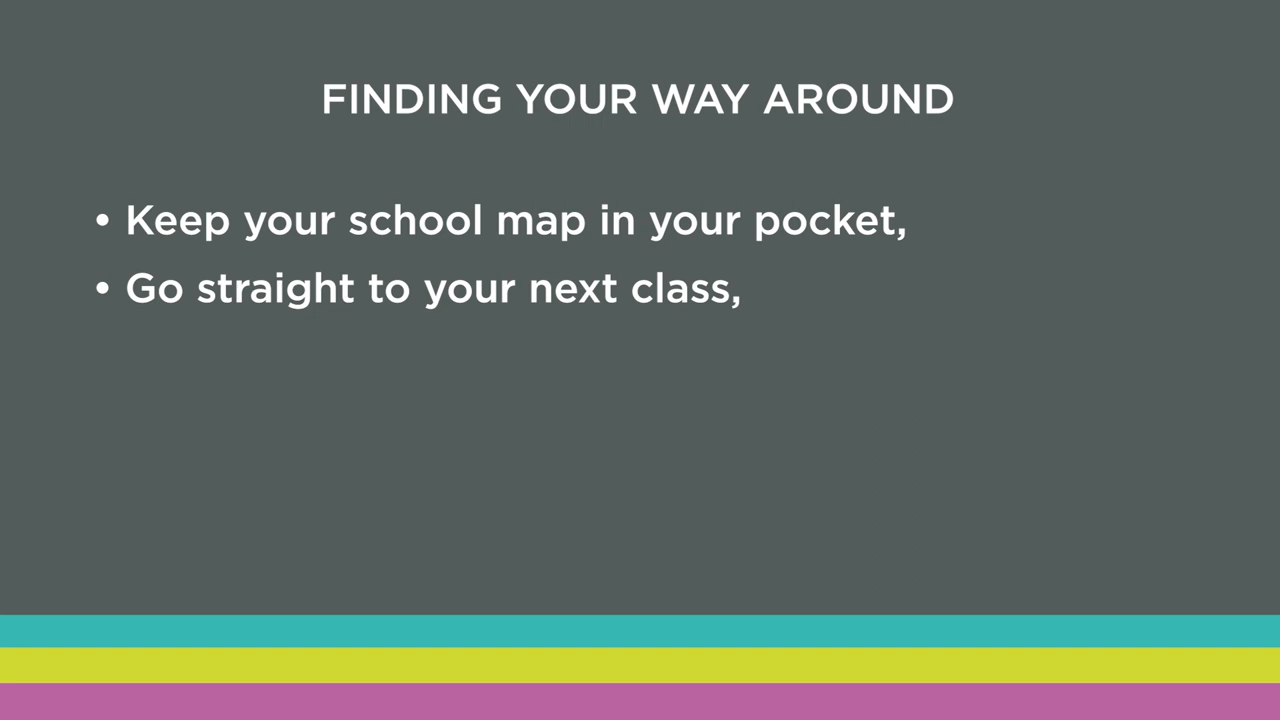 FINDING YOUR WAY AROUND
• Keep your school map in your pocket,
• Go straight to your next class,